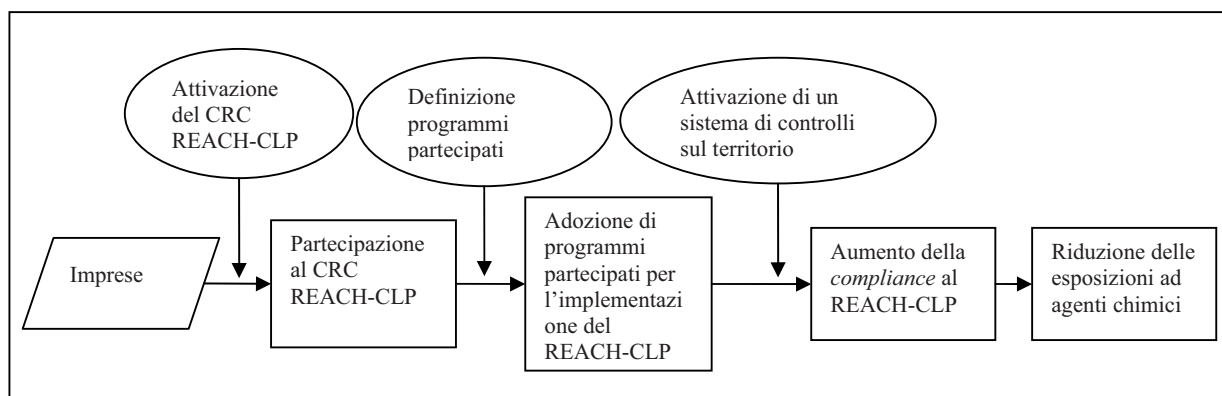 Attivazione
del CRC
REACH-CLP
Definizione
programmi
partecipati
Attivazione di un
sistema di controlli
sul territorio
Imprese
Partecipazione
al CRC
REACH-CLP
Adozione di
programmi
partecipati per
l’implementazi
one del
REACH-CLP
Aumento della
compliance al
REACH-CLP
Riduzione delle
esposizioni ad
agenti chimici